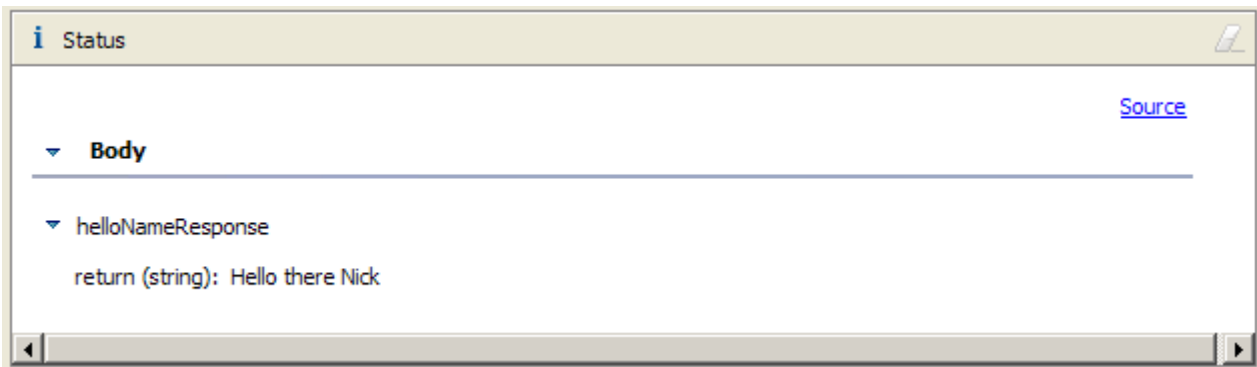 i Status
Source
Body
helloNameResponse
return (string): Hello there Nick